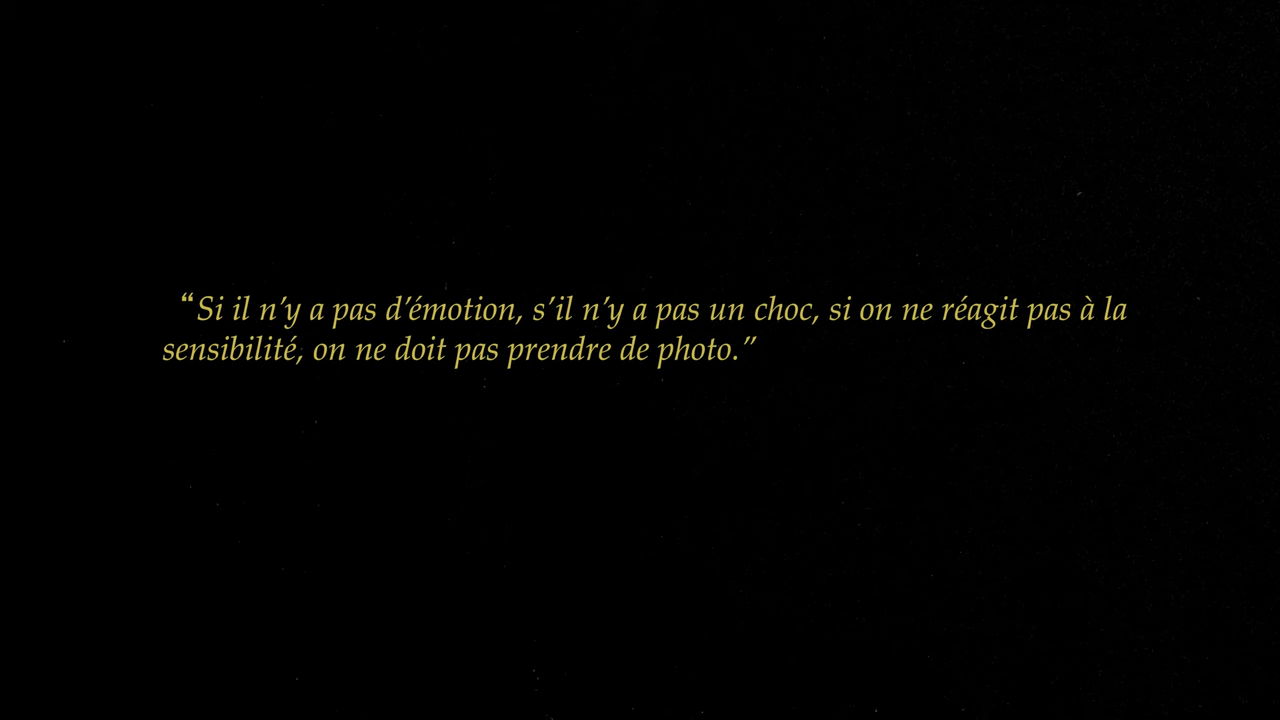 “Si il n’y a pas d’émotion, s’il n’y a pas un choc, si on ne réagit pas à la
sensibilité, on ne doit pas prendre de photo.”